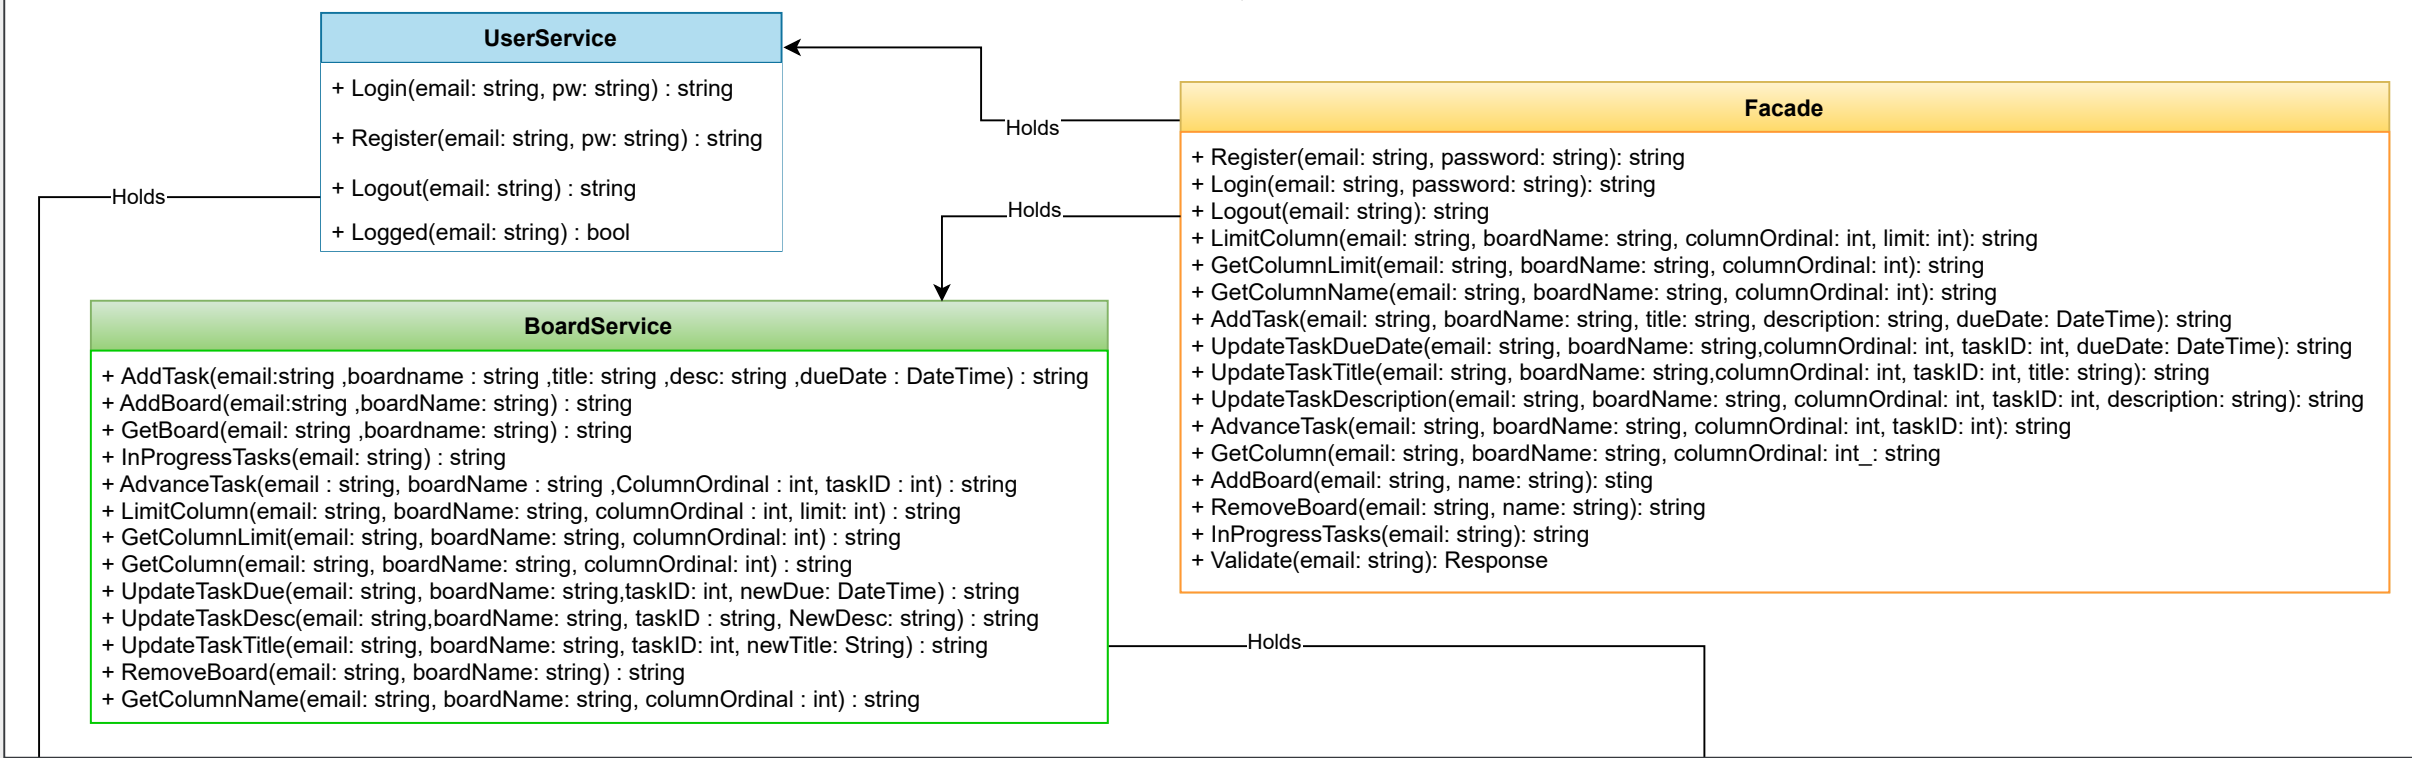 UserService
+ Login(email: string, pw: string) : string
+ Register(email: string, pw: string) : string
+ Logout(email: string) : string
+ Logged(email: string) : bool
Holds
Holds
Holds
Facade
+ Register(email: string, password: string): string
+ Login(email: string, password: string): string
+ Logout(email: string): string
+ LimitColumn(email: string, boardName: string, columnOrdinal: int, limit: int): string
+ GetColumnLimit(email: string, boardName: string, columnOrdinal: int): string
+ GetColumnName(email: string, boardName: string, columnOrdinal: int): string
+ AddTask(email: string, boardName: string, title: string, description: string, dueDate: DateTime): string
+ UpdateTaskDueDate(email: string, boardName: string,columnOrdinal: int, taskID: int, dueDate: DateTime): string
+ UpdateTaskTitle(email: string, boardName: string,columnOrdinal: int, taskID: int, title: string): string
+ UpdateTaskDescription(email: string, boardName: string, columnOrdinal: int, taskID: int, description: string): string
+ AdvanceTask(email: string, boardName: string, columnOrdinal: int, taskID: int): string
+ GetColumn(email: string, boardName: string, columnOrdinal: int_: string
+ AddBoard(email: string, name: string): sting
+ RemoveBoard(email: string, name: string): string
+ InProgressTasks(email: string): string
+ Validate(email: string): Response
BoardService
+ AddTask(email:string ,boardname : string ,title: string ,desc: string ,dueDate : DateTime) : string
+ AddBoard(email:string ,boardName: string) : string
+ GetBoard(email: string ,boardname: string) : string
+ InProgressTasks(email: string) : string
+ AdvanceTask(email : string, boardName : string ,ColumnOrdinal : int, taskID : int) : string
+ LimitColumn(email: string, boardName: string, columnOrdinal : int, limit: int) : string
+ GetColumnLimit(email: string, boardName: string, columnOrdinal: int) : string
+ GetColumn(email: string, boardName: string, columnOrdinal: int) : string
+ UpdateTaskDue(email: string, boardName: string,taskID: int, newDue: DateTime) : string
+ UpdateTaskDesc(email: string,boardName: string, taskID : string, NewDesc: string) : string
+ UpdateTaskTitle(email: string, boardName: string, taskID: int, newTitle: String) : string
+ RemoveBoard(email: string, boardName: string) : string
+ GetColumnName(email: string, boardName: string, columnOrdinal : int) : string
Holds